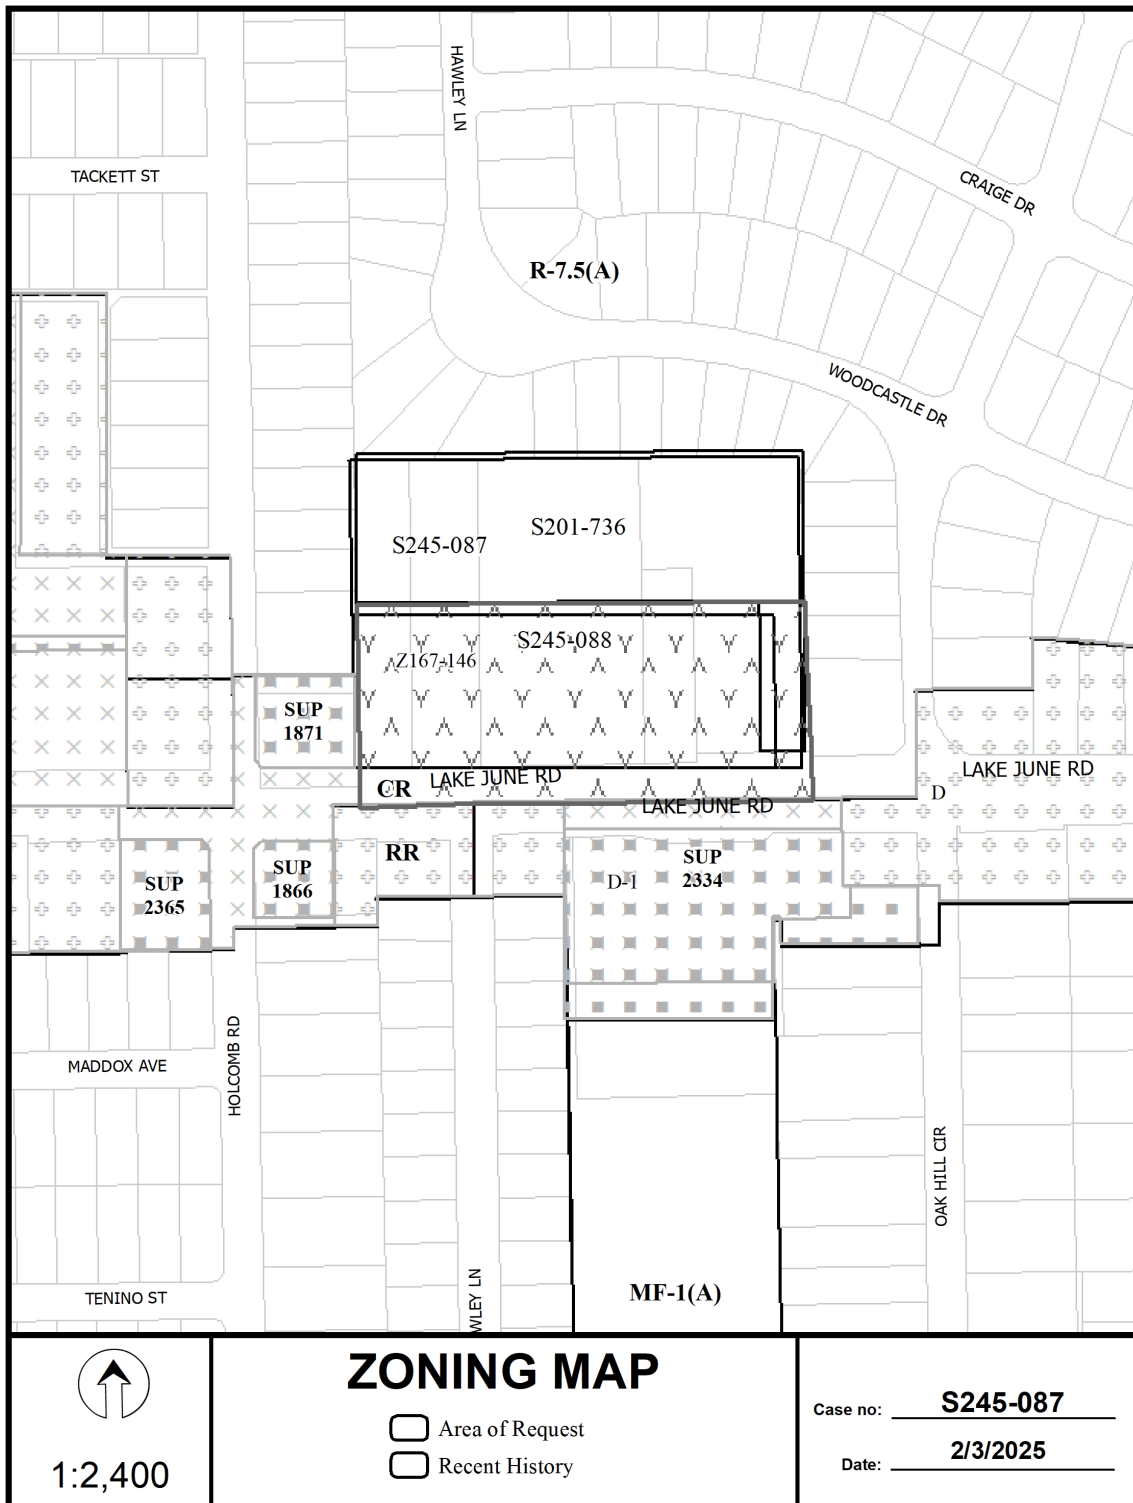 HAWLEY LN
TACKETT ST
CRAIGE DR
R-7.5(A)
WOODCASTLE DR
S201-736
S245-087
S245-088
Z167-146
SUP
1871
LAKE JUNE RD
LAKE JUNE RD
CR
D
LAKE JUNE RD
RR
SUP
2334
SUP
1866
SUP
2365
D-1
HOLCOMB RD
MADDOX AVE
OAK HILL CIR
WLEY LN
MF-1(A)
TENINO ST
ZONING MAP
Area of Request
Recent History
1:2,400
Case no: S245-087
Date: 2/3/2025